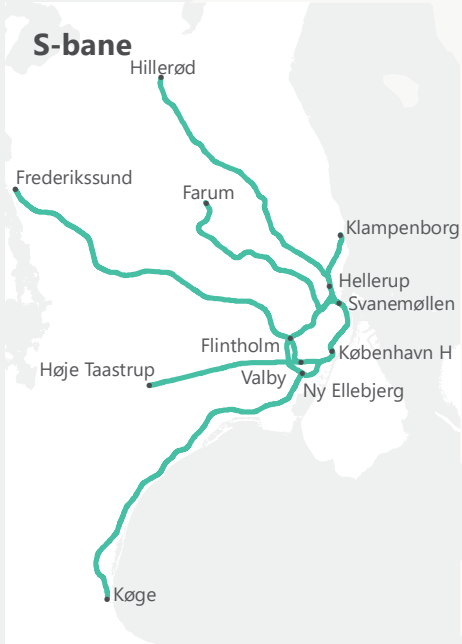 S-bane
Hillerød
Frederikssund
Farum
Klampenborg
Hellerup
Svanemøllen
Flintholm
København H
Høje Taastrup
Valby
Ny Ellebjerg
Køge